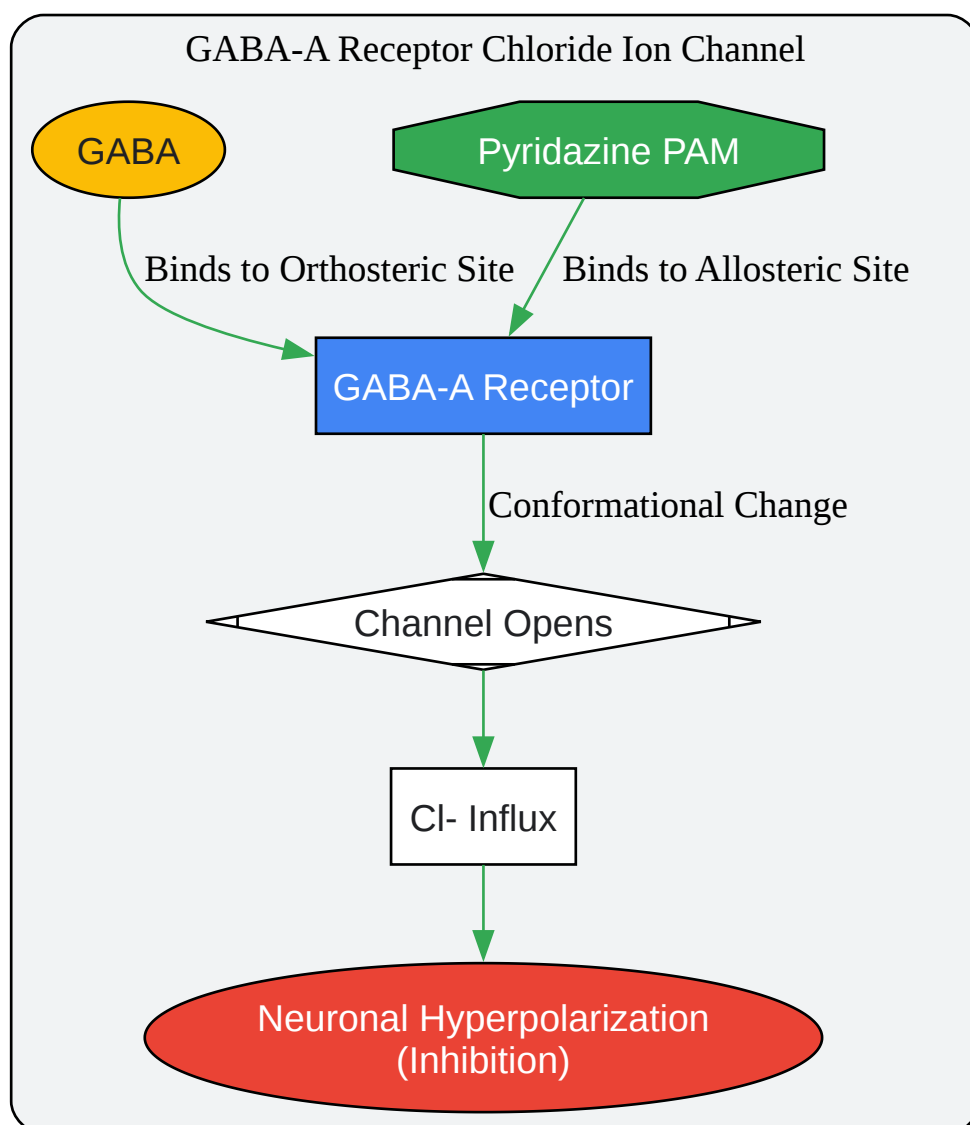 GABA-A Receptor Chloride Ion Channel
GABA
Pyridazine PAM
Binds to Orthosteric Site
Binds to Allosteric Site
GABA-A Receptor
Conformational Change
Channel Opens
Cl- Influx
Neuronal Hyperpolarization
(Inhibition)